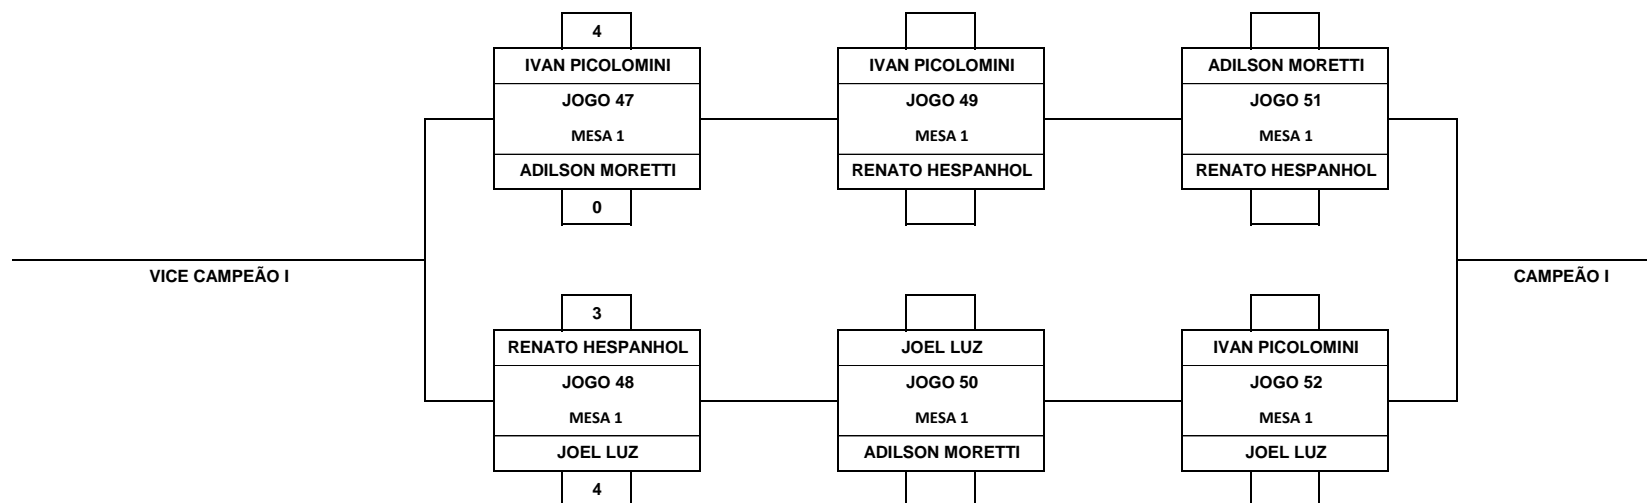 4
IVAN PICOLOMINI
JOGO 47
MESA 1
ADILSON MORETTI
0
IVAN PICOLOMINI
JOGO 49
MESA 1
RENATO HESPANHOL
ADILSON MORETTI
JOGO 51
MESA 1
RENATO HESPANHOL
VICE CAMPEÃO I
CAMPEÃO I
3
RENATO HESPANHOL
JOGO 48
MESA 1
JOEL LUZ
4
JOEL LUZ
JOGO 50
MESA 1
ADILSON MORETTI
IVAN PICOLOMINI
JOGO 52
MESA 1
JOEL LUZ